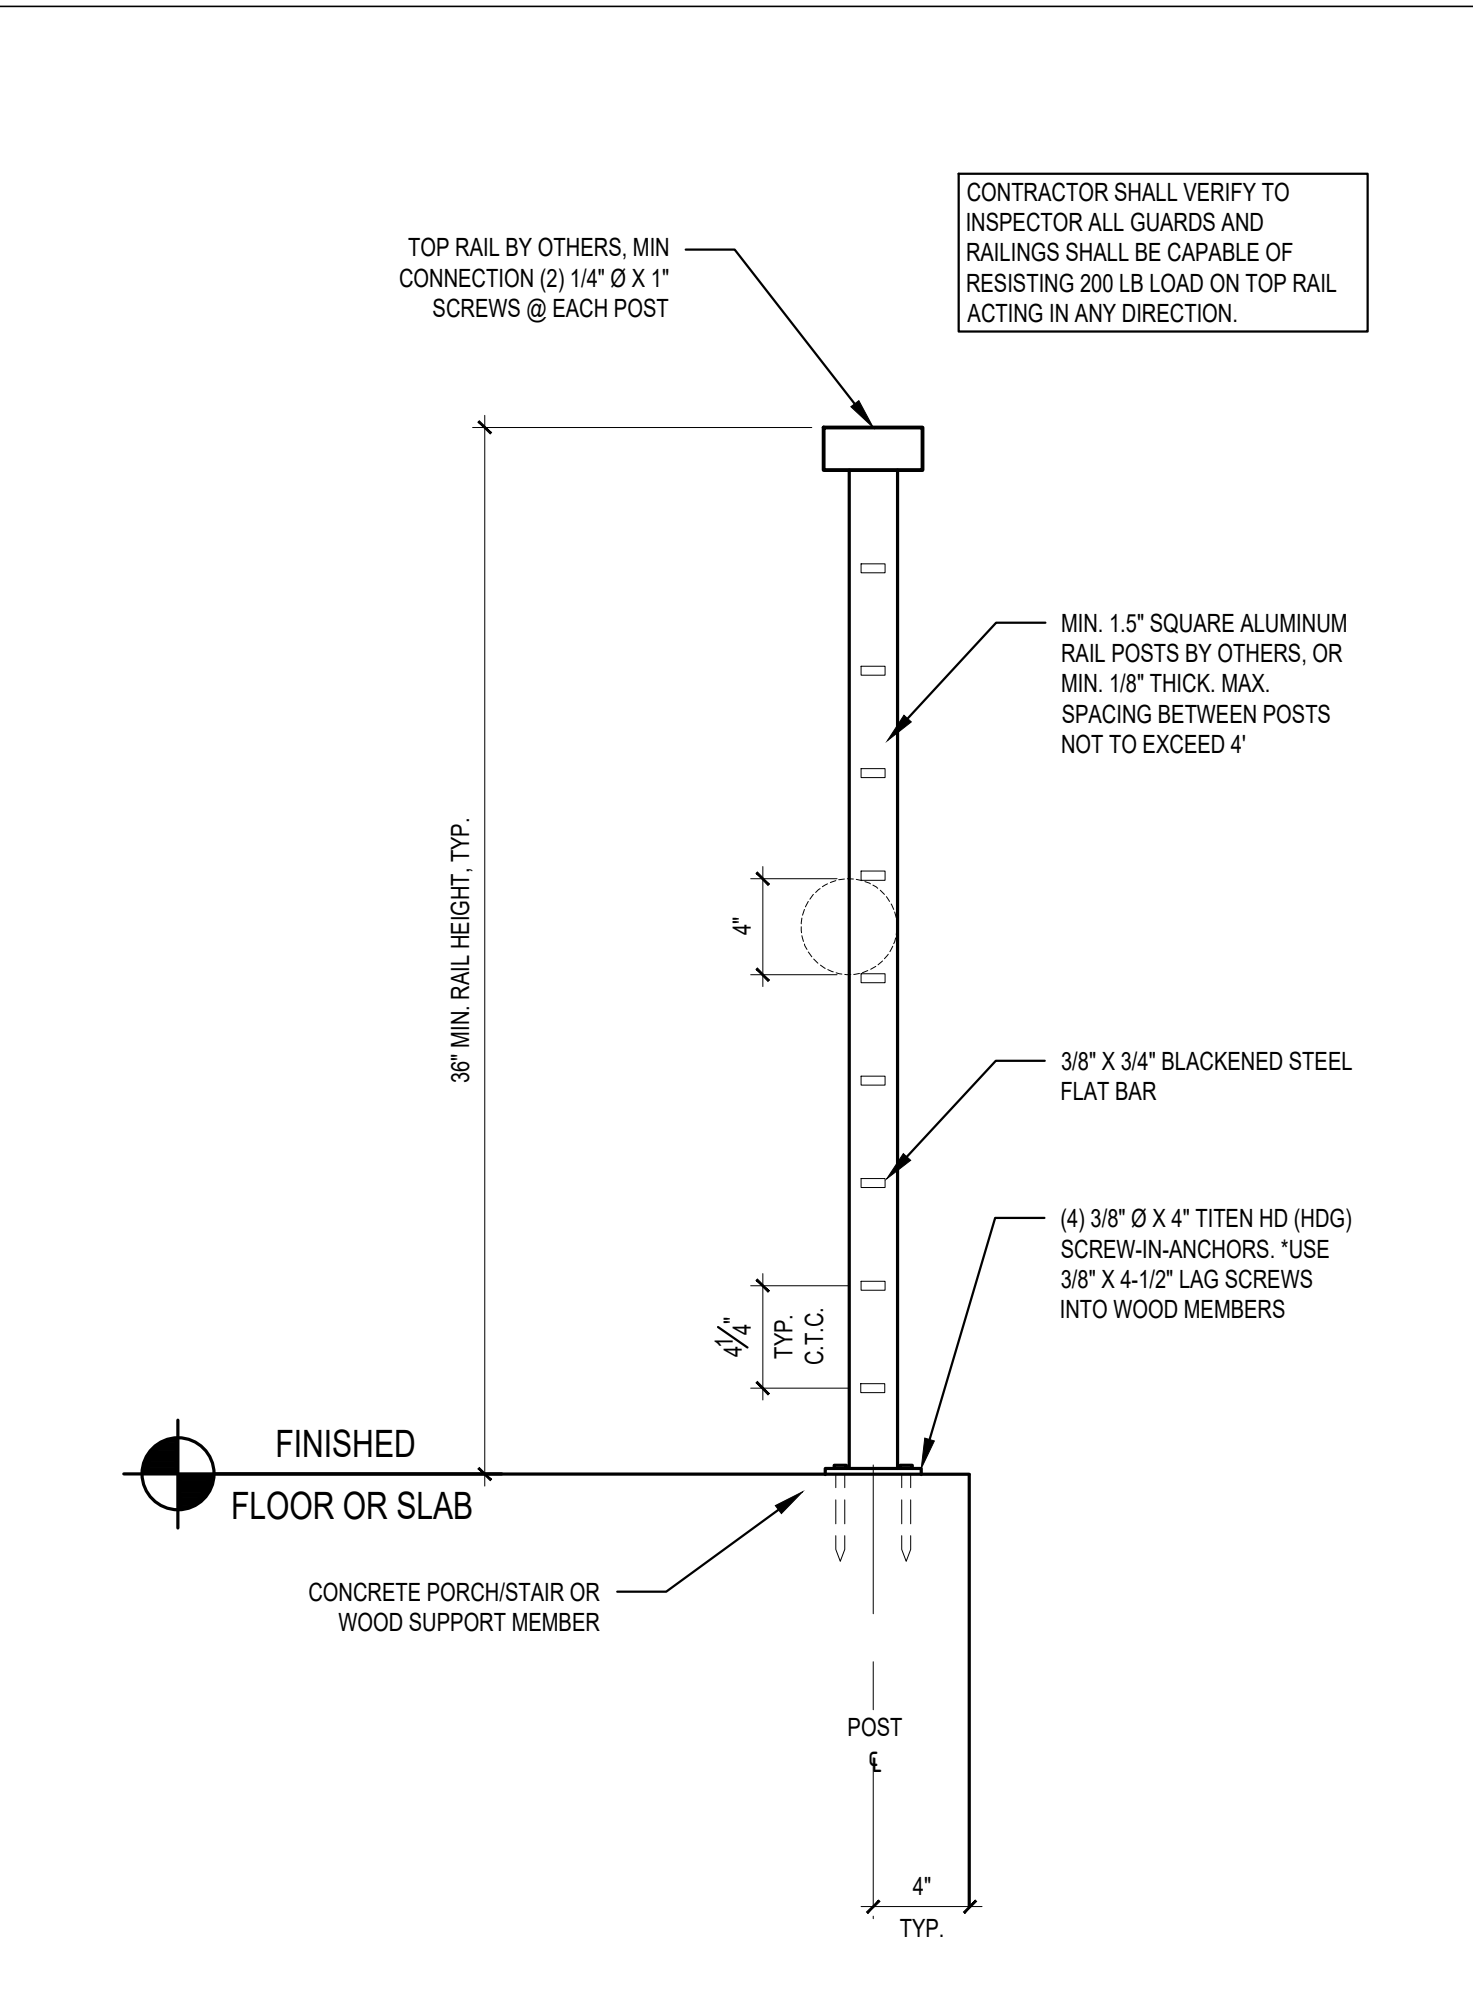 CONTRACTOR SHALL VERIFY TO
INSPECTOR ALL GUARDS AND
RAILINGS SHALL BE CAPABLE OF
RESISTING 200 LB LOAD ON TOP RAIL
ACTING IN ANY DIRECTION.
TOP RAIL BY OTHERS, MIN
CONNECTION (2) 1/4" Ø X 1"
SCREWS @ EACH POST
MIN. 1.5" SQUARE ALUMINUM
RAIL POSTS BY OTHERS, OR
MIN. 1/8" THICK. MAX.
SPACING BETWEEN POSTS
NOT TO EXCEED 4'
36" MIN. RAIL HEIGHT, TYP.
4"
3/8" X 3/4" BLACKENED STEEL
FLAT BAR
(4) 3/8" Ø X 4" TITEN HD (HDG)
SCREW-IN-ANCHORS. *USE
3/8" X 4-1/2" LAG SCREWS
INTO WOOD MEMBERS
4 1/4"
TYP.
C.T.C.
FINISHED
FLOOR OR SLAB
CONCRETE PORCH/STAIR OR
WOOD SUPPORT MEMBER
POST
℄
4"
TYP.